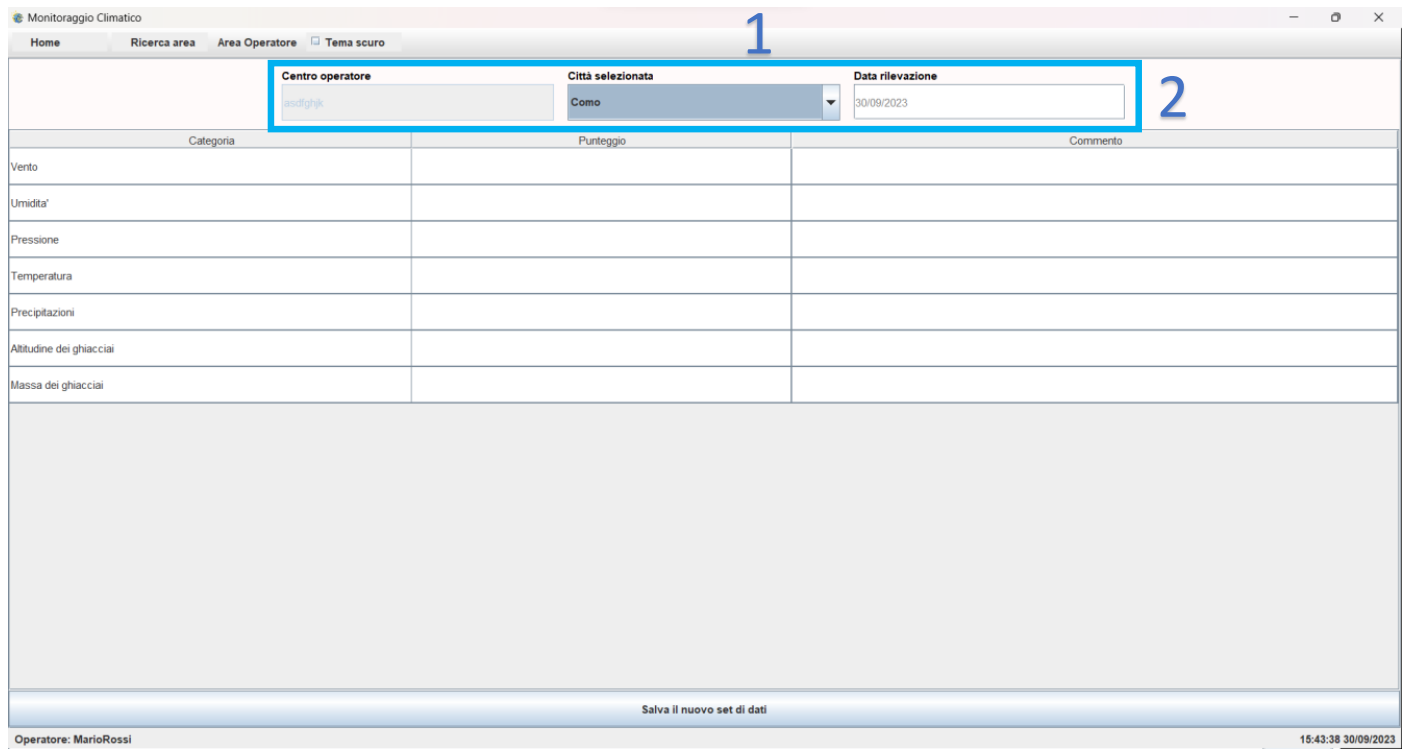 Monitoraggio Climatico
Home Ricerca area Area Operatore Tema scuro
1
Centro operatore Città selezionata Data rilevazione
asdfghjk Como 30/09/2023
2
Categoria Punteggio Commento
Vento
Umidita'
Pressione
Temperatura
Precipitazioni
Altitudine dei ghiacciai
Massa dei ghiacciai
Salva il nuovo set di dati
Operatore: MarioRossi 15:43:38 30/09/2023